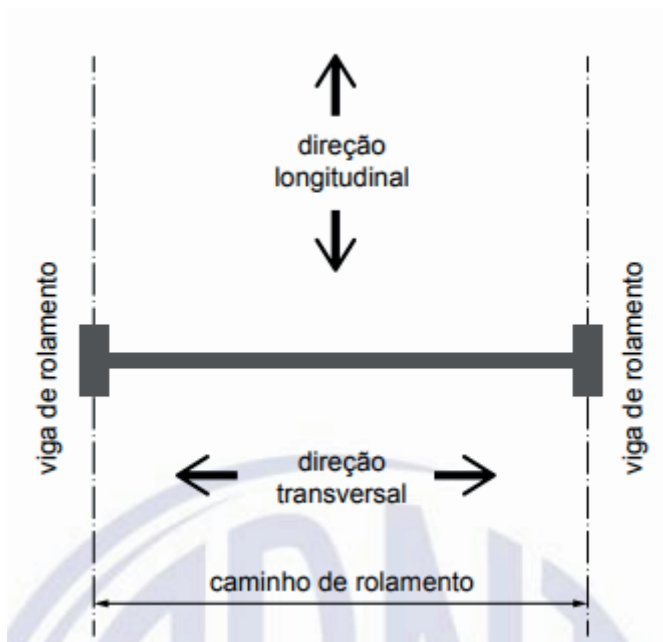 direção
longitudinal
viga de rolamento
viga de rolamento
direção
transversal
caminho de rolamento